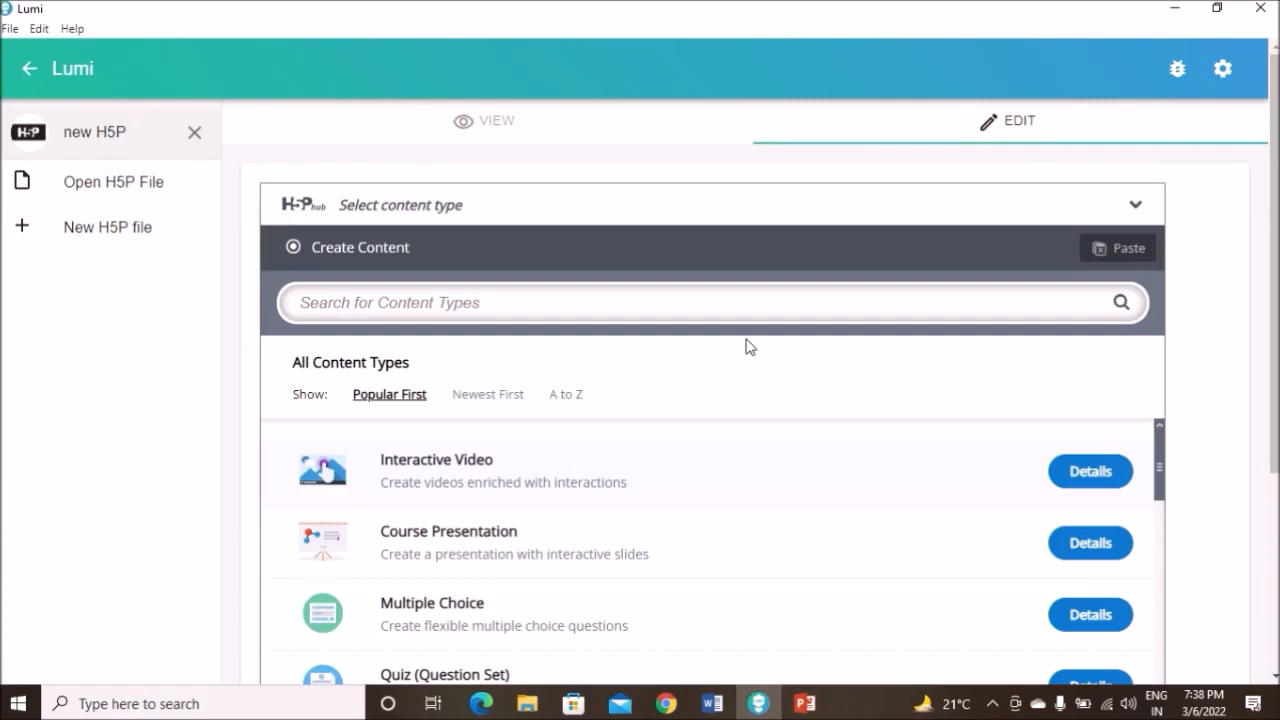 Lumi
File Edit Help
Lumi
H5P new H5P
VIEW
EDIT
Open H5P File
New H5P file
H5Phub Select content type
Create Content
Paste
Search for Content Types
All Content Types
Show: Popular First Newest First A to Z
Interactive Video
Create videos enriched with interactions
Details
Course Presentation
Create a presentation with interactive slides
Details
Multiple Choice
Create flexible multiple choice questions
Details
Quiz (Question Set)
Details
Type here to search
21°C
ENG
IN
7:38 PM
3/6/2022